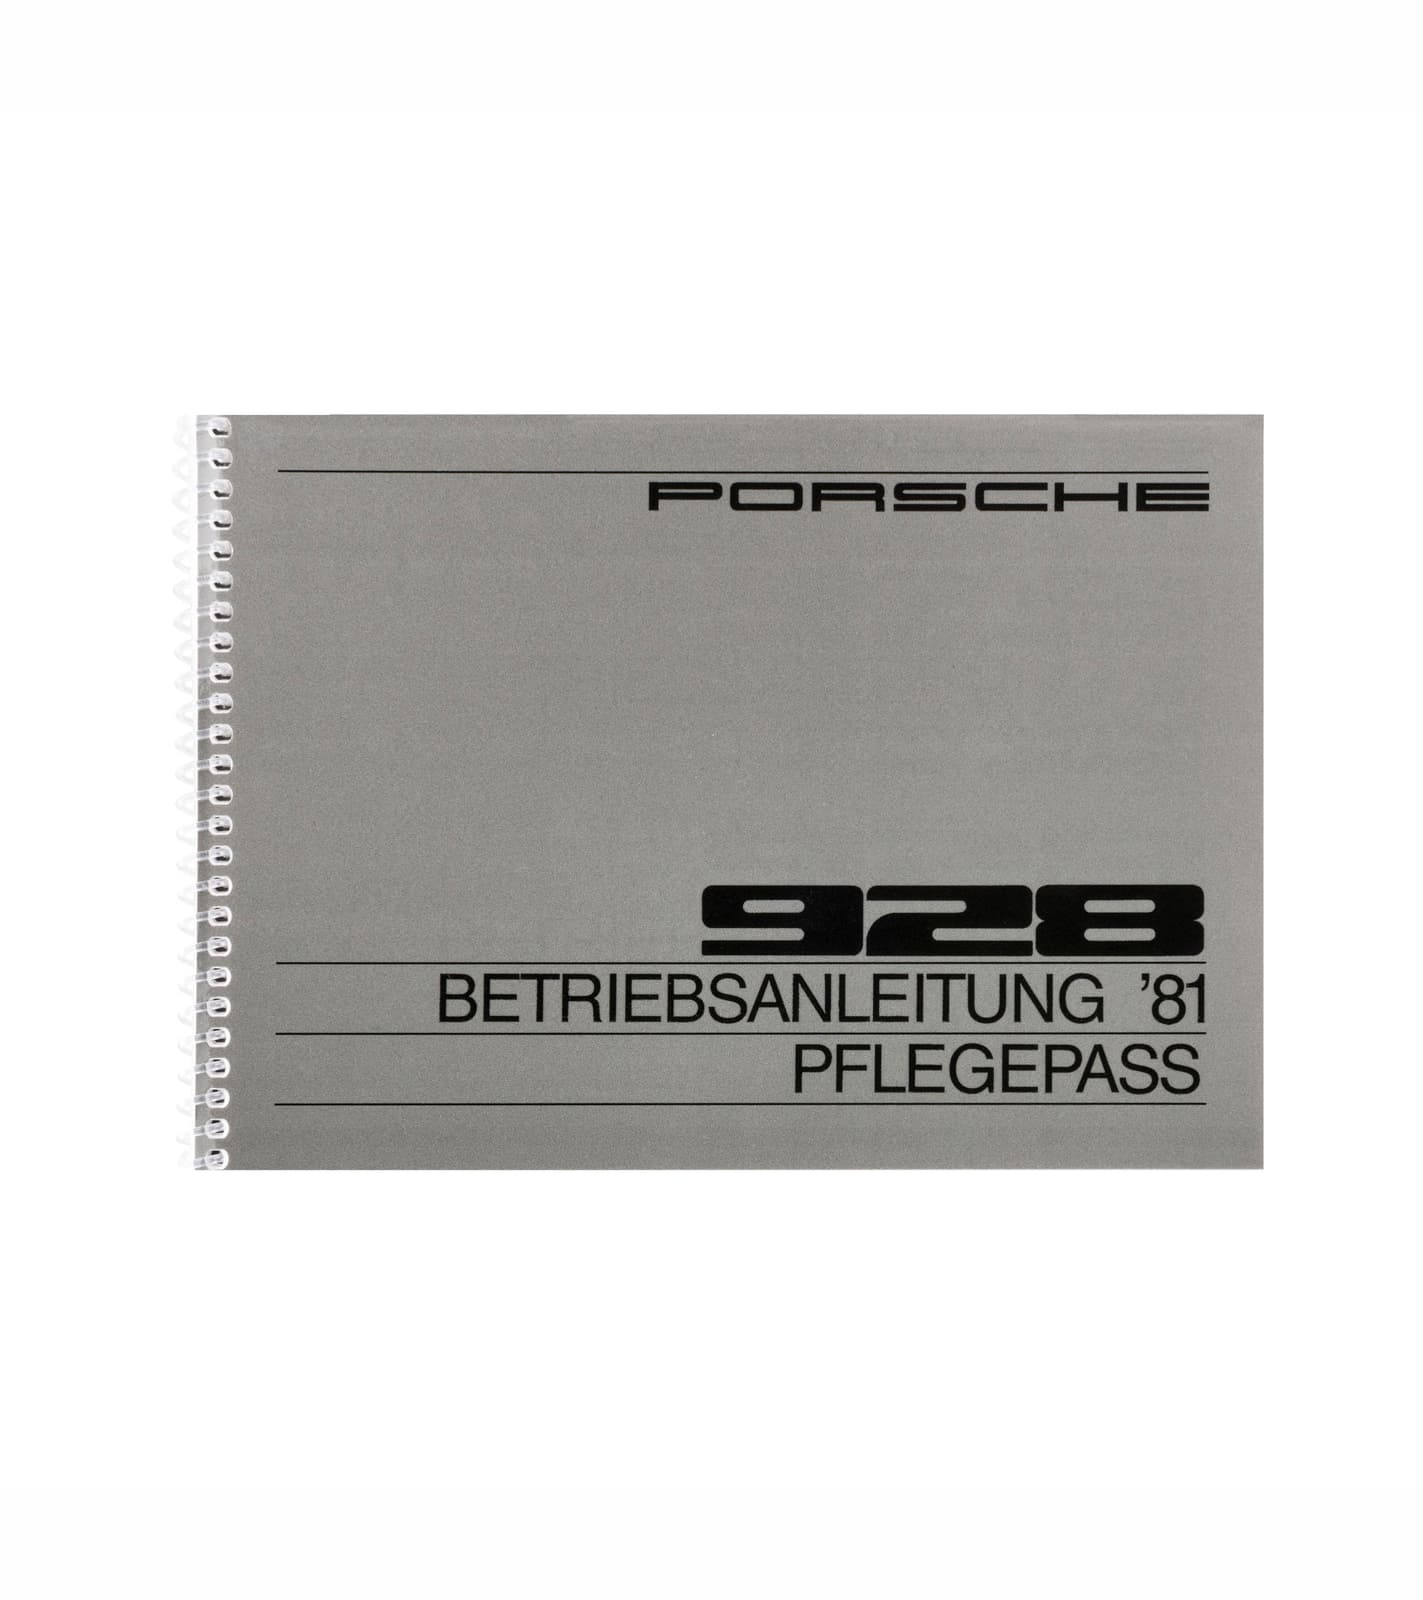 PORSCHE
928
BETRIEBSANLEITUNG '81
PFLEGEPASS